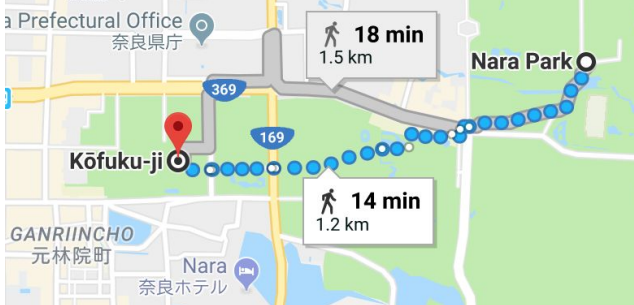 a Prefectural Office
奈良県庁
18 min
1.5 km
Nara Park
369
169
Kōfuku-ji
14 min
1.2 km
GANRIINCHO
元林院町
Nara
奈良ホテル